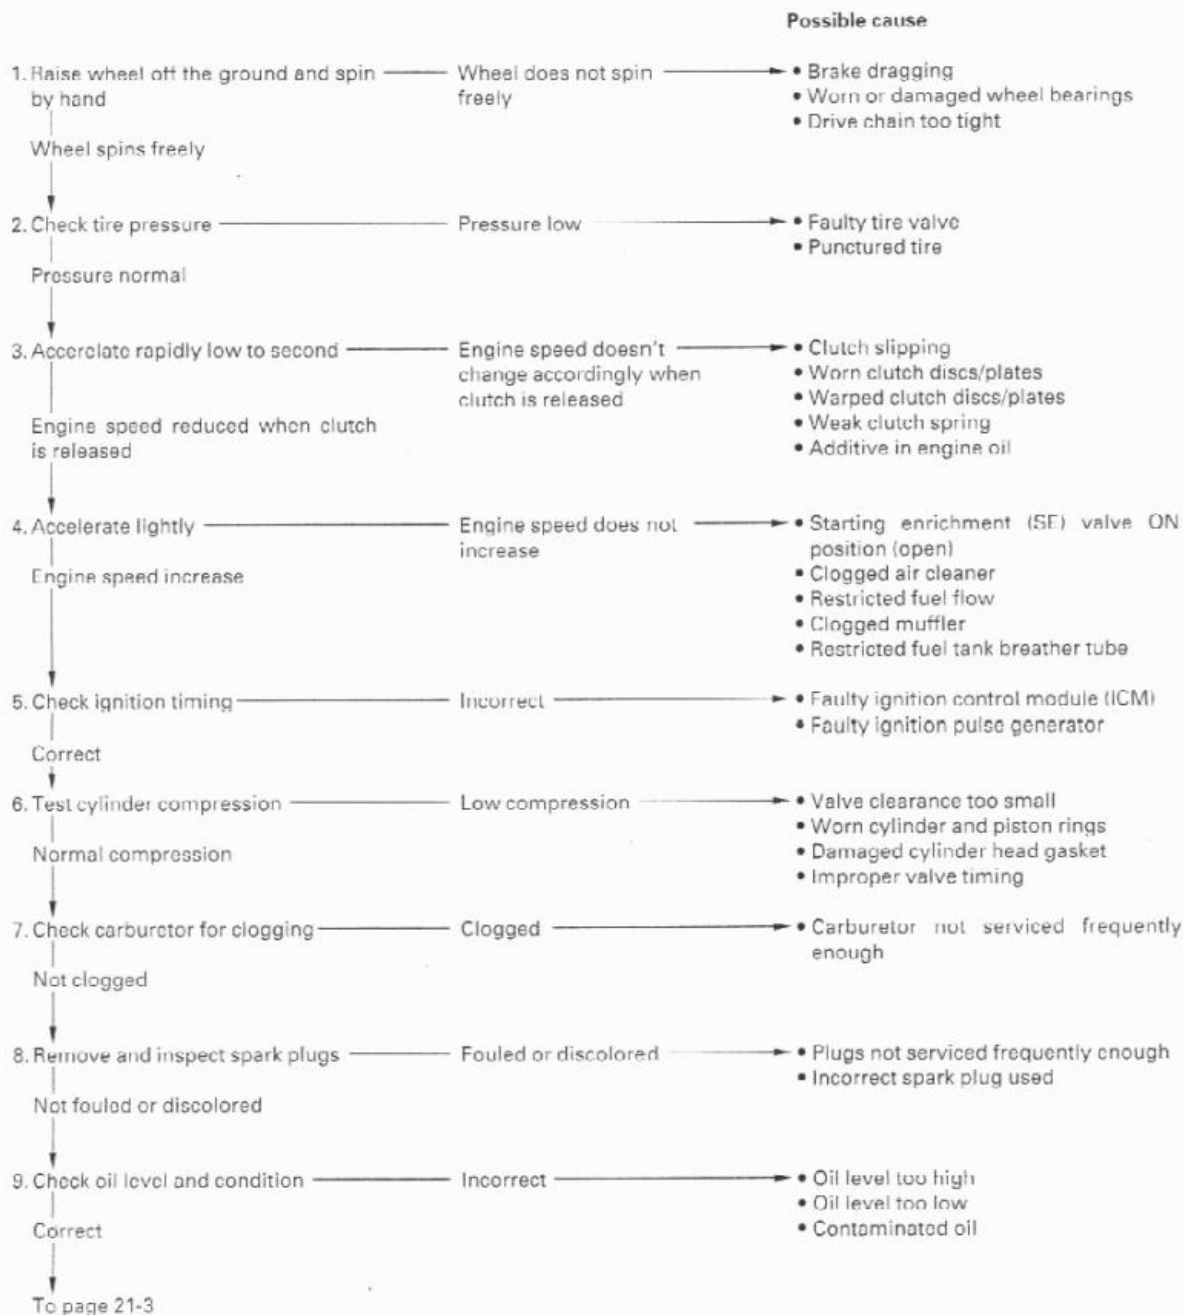 Possible cause
1. Raise wheel off the ground and spin by hand
Wheel does not spin freely
• Brake dragging
• Worn or damaged wheel bearings
• Drive chain too tight
Wheel spins freely
2. Check tire pressure
Pressure low
• Faulty tire valve
• Punctured tire
Pressure normal
3. Accerelate rapidly low to second
Engine speed doesn't change accordingly when clutch is released
• Clutch slipping
• Worn clutch discs/plates
• Warped clutch discs/plates
• Weak clutch spring
• Additive in engine oil
Engine speed reduced when clutch is released
4. Accelerate lightly
Engine speed does not increase
• Starting enrichment (SE) valve ON position (open)
• Clogged air cleaner
• Restricted fuel flow
• Clogged muffler
• Restricted fuel tank breather tube
Engine speed increase
5. Check ignition timing
Incorrect
• Faulty ignition control module (ICM)
• Faulty ignition pulse generator
Correct
6. Test cylinder compression
Low compression
• Valve clearance too small
• Worn cylinder and piston rings
• Damaged cylinder head gasket
• Improper valve timing
Normal compression
7. Check carburetor for clogging
Clogged
• Carburetor not serviced frequently enough
Not clogged
8. Remove and inspect spark plugs
Fouled or discolored
• Plugs not serviced frequently enough
• Incorrect spark plug used
Not fouled or discolored
9. Check oil level and condition
Incorrect
• Oil level too high
• Oil level too low
• Contaminated oil
Correct
To page 21-3